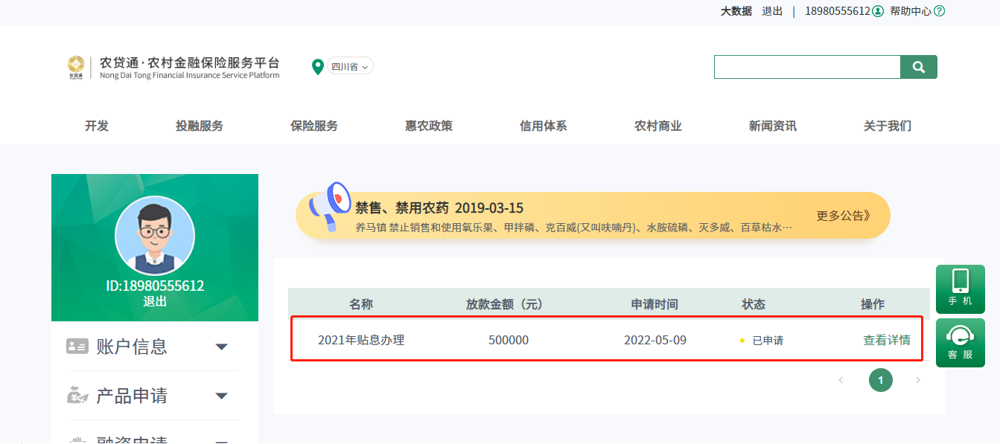 大数据 退出 | 18980555612 帮助中心
农贷通·农村金融保险服务平台
Nong Dai Tong Financial Insurance Service Platform
四川省
开发 投融服务 保险服务 惠农政策 信用体系 农村商业 新闻资讯 关于我们
禁售、禁用农药 2019-03-15
养马镇 禁止销售和使用氧乐果、甲拌磷、克百威(又叫呋喃丹)、水胺硫磷、灭多威、百草枯水…
更多公告》
ID:18980555612
退出
账户信息
产品申请
融资申请
名称 放款金额（元） 申请时间 状态 操作
2021年贴息办理 500000 2022-05-09 已申请 查看详情
1
手 机
客 服